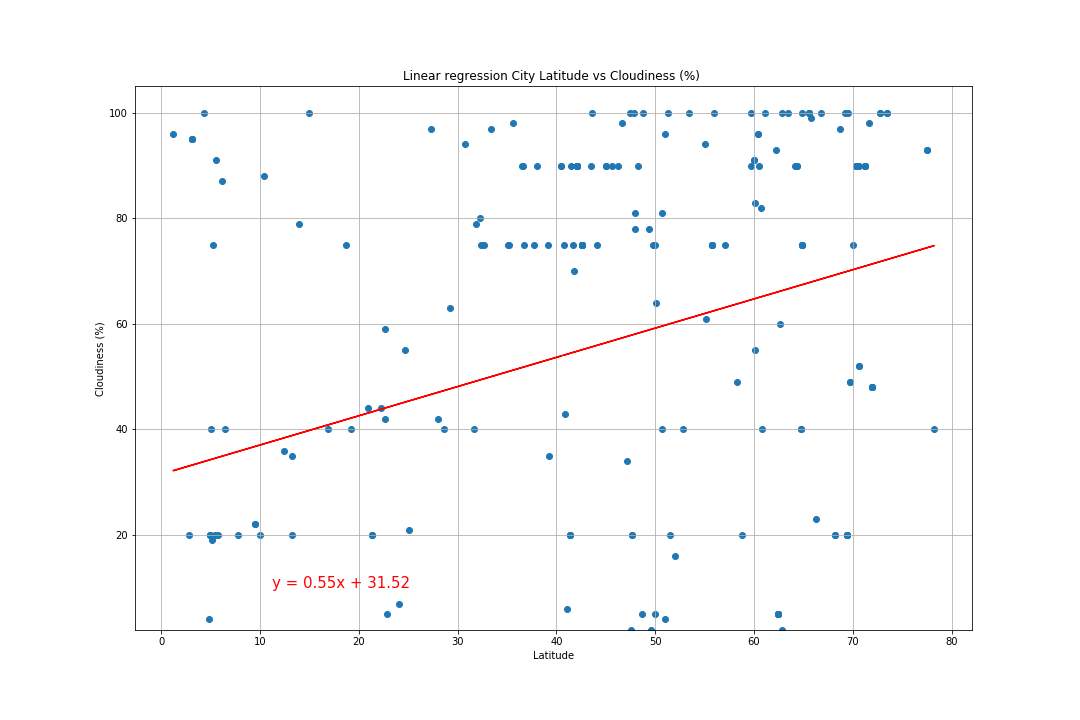 Linear regression City Latitude vs Cloudiness (%)
100
80
60
40
20
Cloudiness (%)
y = 0.55x + 31.52
0 10 20 30 40 50 60 70 80
Latitude